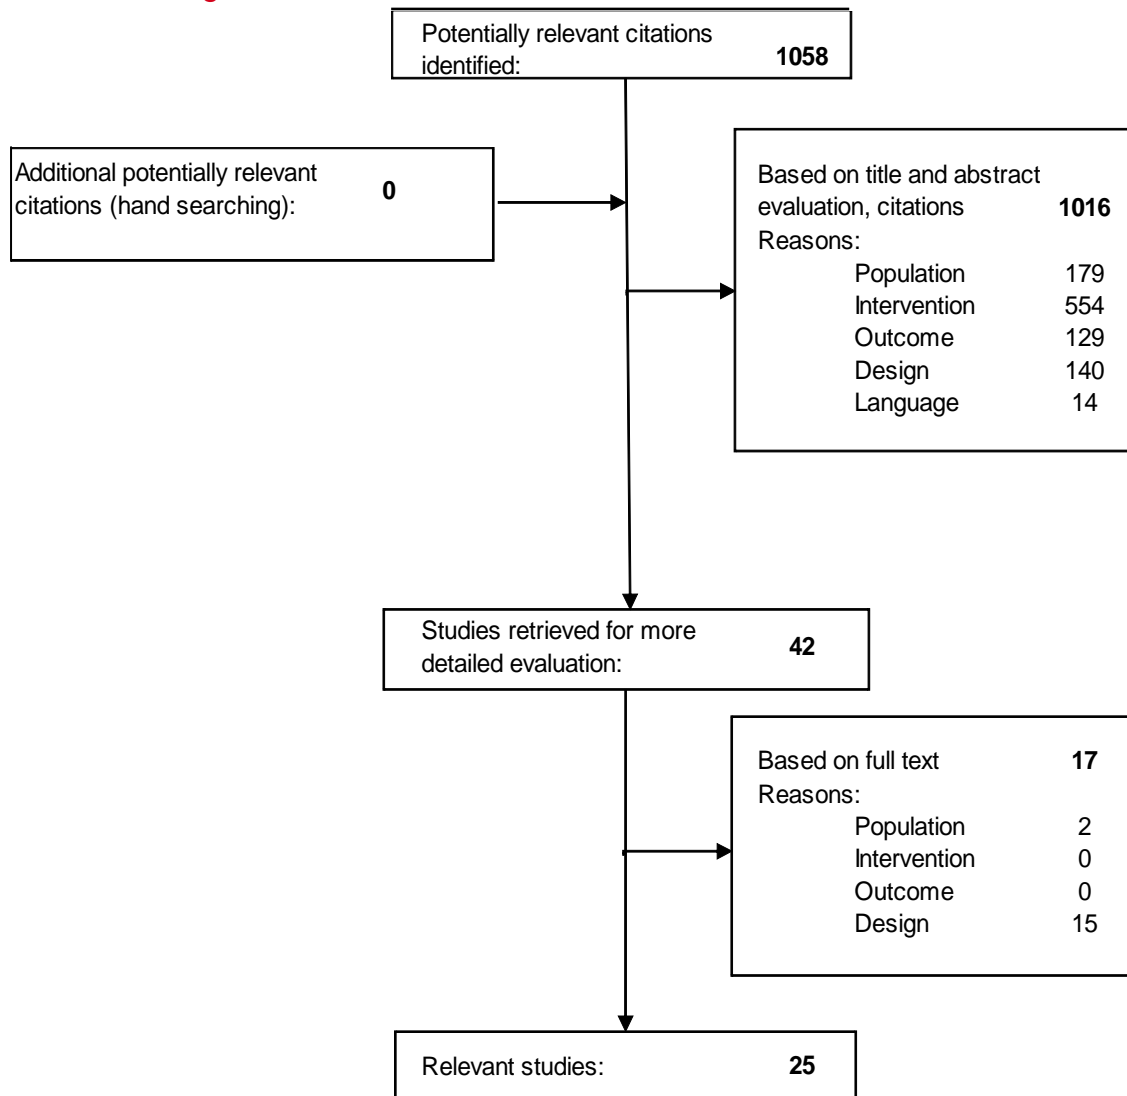 Potentially relevant citations
identified: 1058
Additional potentially relevant
citations (hand searching): 0
Based on title and abstract
evaluation, citations 1016
Reasons:
Population 179
Intervention 554
Outcome 129
Design 140
Language 14
Studies retrieved for more
detailed evaluation: 42
Based on full text 17
Reasons:
Population 2
Intervention 0
Outcome 0
Design 15
Relevant studies: 25